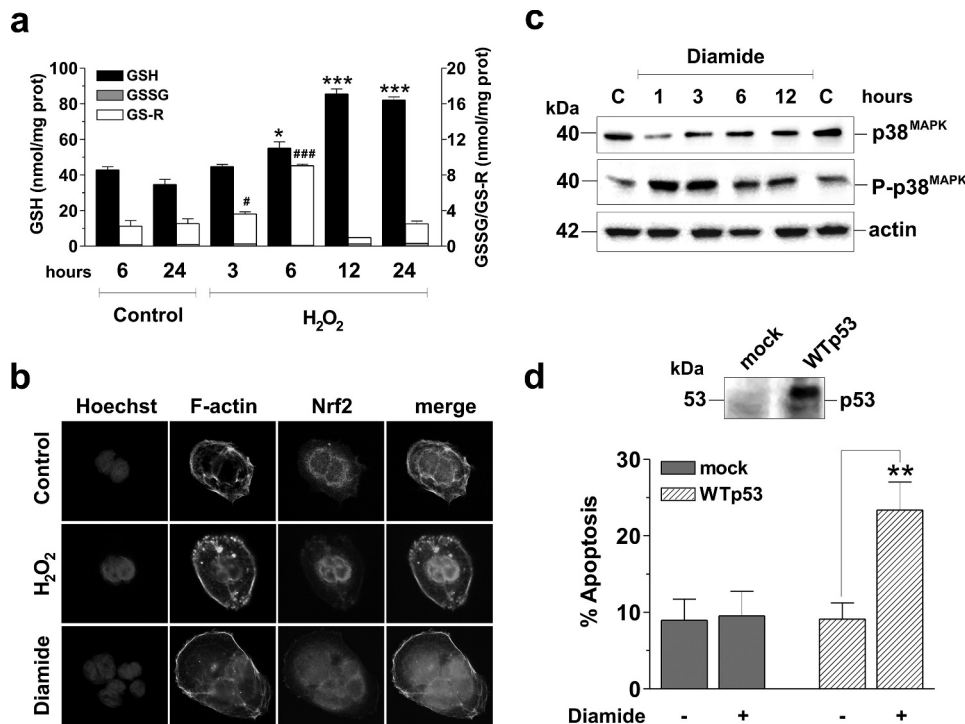 a
GSH
GSSG
GS-R
GSH (nmol/mg prot)
100
80
60
40
20
0
*
###
#
***
***
20
16
12
8
4
0
GSSG/GS-R (nmol/mg prot)
hours 6 24 3 6 12 24
Control H₂O₂
b
Hoechst F-actin Nrf2 merge
Control
H₂O₂
Diamide
c
Diamide
kDa C 1 3 6 12 C hours
40 p38ᴹᴬᴾᴷ
40 P-p38ᴹᴬᴾᴷ
42 actin
d
mock WTp53
kDa
53 p53
mock
WTp53
% Apoptosis
30
20
10
0
**
Diamide - + - +